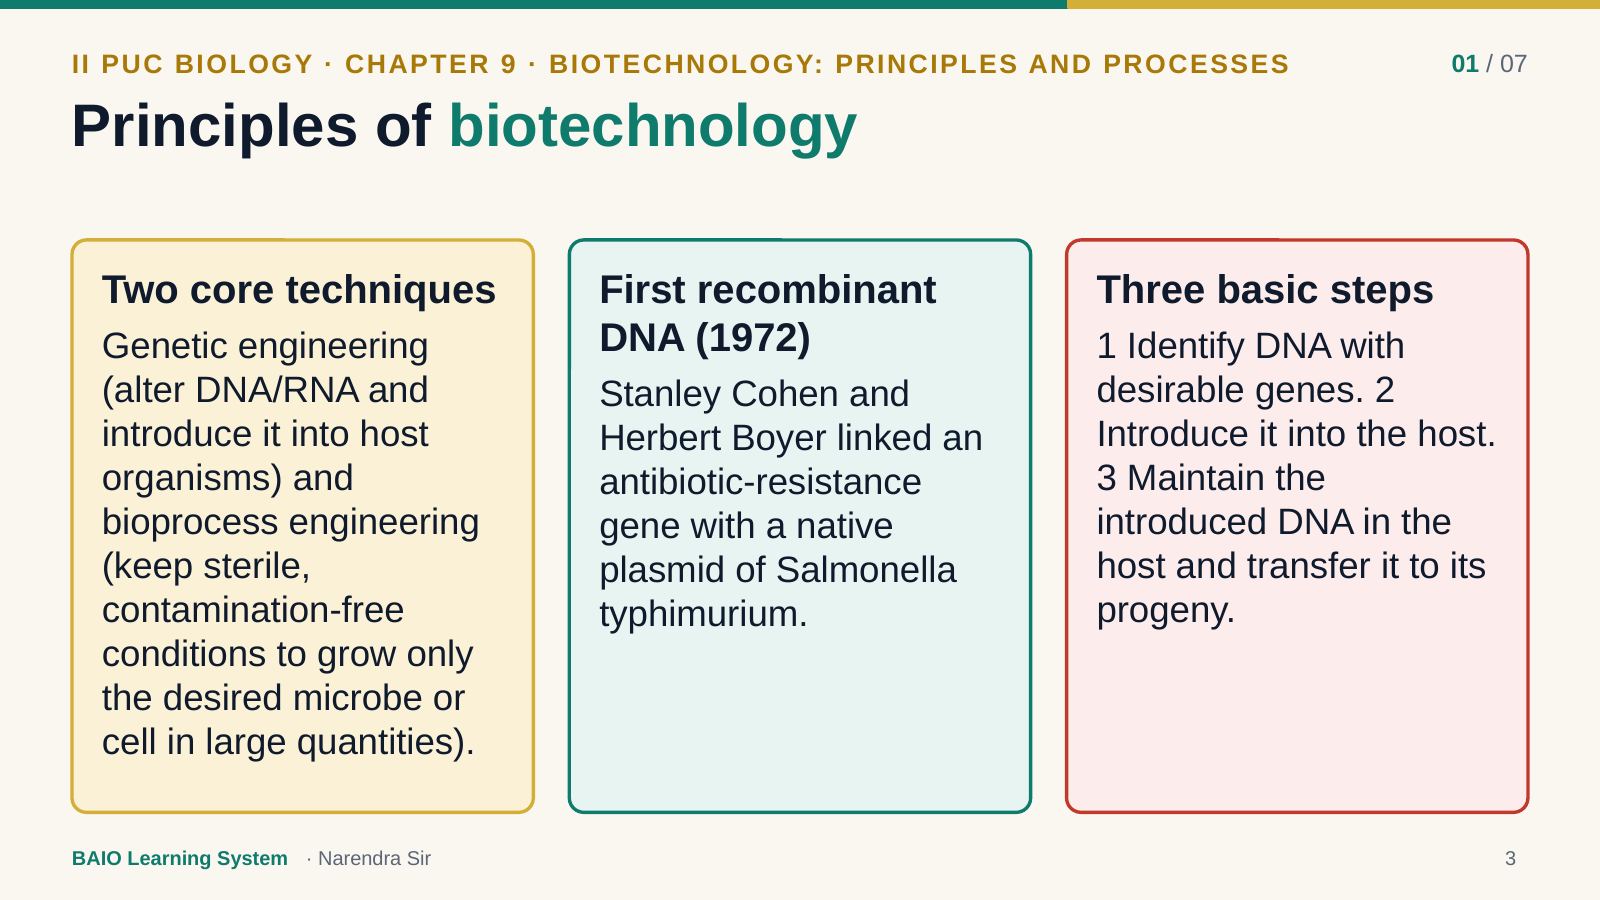 II PUC BIOLOGY · CHAPTER 9 · BIOTECHNOLOGY: PRINCIPLES AND PROCESSES
01 / 07
Principles of biotechnology
Two core techniques
Genetic engineering
(alter DNA/RNA and
introduce it into host
organisms) and
bioprocess engineering
(keep sterile,
contamination-free
conditions to grow only
the desired microbe or
cell in large quantities).
First recombinant
DNA (1972)
Stanley Cohen and
Herbert Boyer linked an
antibiotic-resistance
gene with a native
plasmid of Salmonella
typhimurium.
Three basic steps
1 Identify DNA with
desirable genes. 2
Introduce it into the host.
3 Maintain the
introduced DNA in the
host and transfer it to its
progeny.
BAIO Learning System · Narendra Sir
3